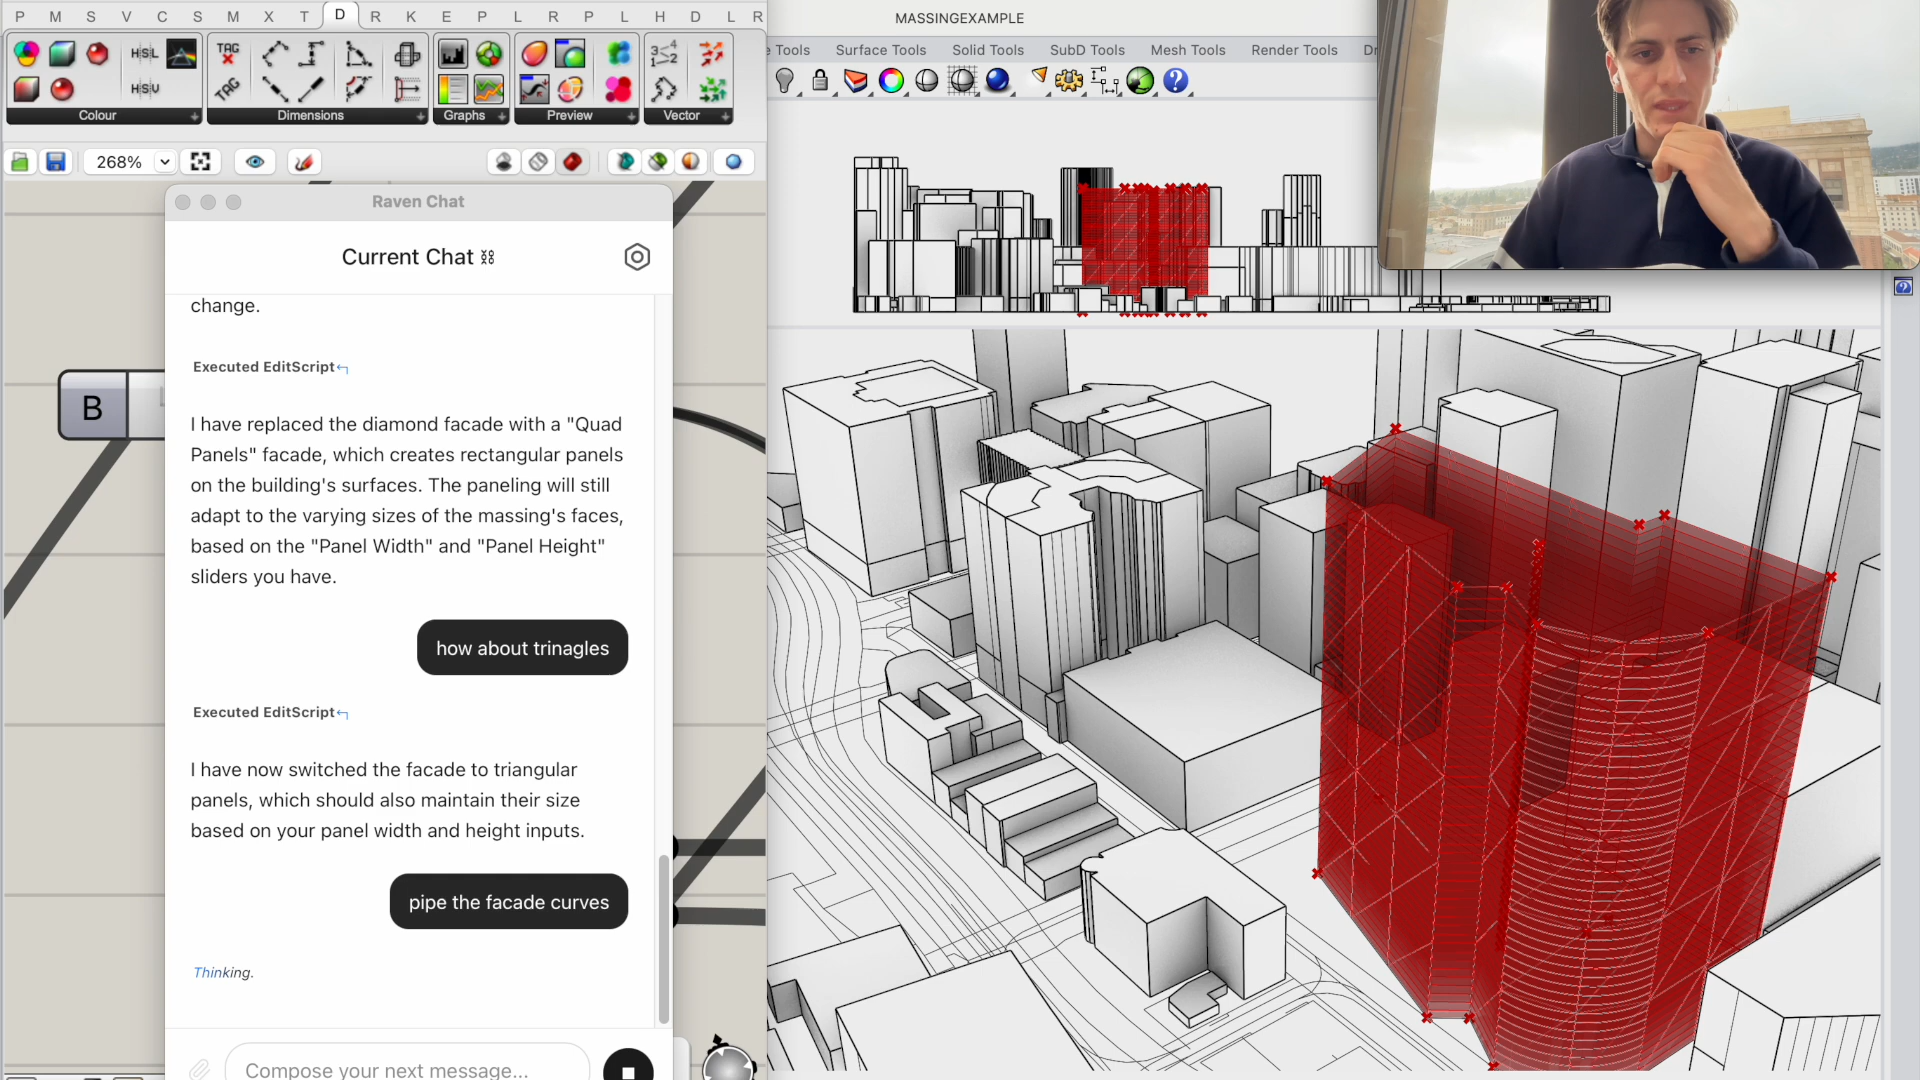 P M S V C S M X T D R K E P L R P L H D L R
MASSINGEXAMPLE
e Tools Surface Tools Solid Tools SubD Tools Mesh Tools Render Tools Dr
HSL
TAG
HSV
TAG
Colour
Dimensions
Graphs
Preview
Vector
268%
Raven Chat
Current Chat
change.
Executed EditScript
B
I have replaced the diamond facade with a "Quad
Panels" facade, which creates rectangular panels
on the building's surfaces. The paneling will still
adapt to the varying sizes of the massing's faces,
based on the "Panel Width" and "Panel Height"
sliders you have.
how about trinagles
Executed EditScript
I have now switched the facade to triangular
panels, which should also maintain their size
based on your panel width and height inputs.
pipe the facade curves
Thinking.
Compose your next message...